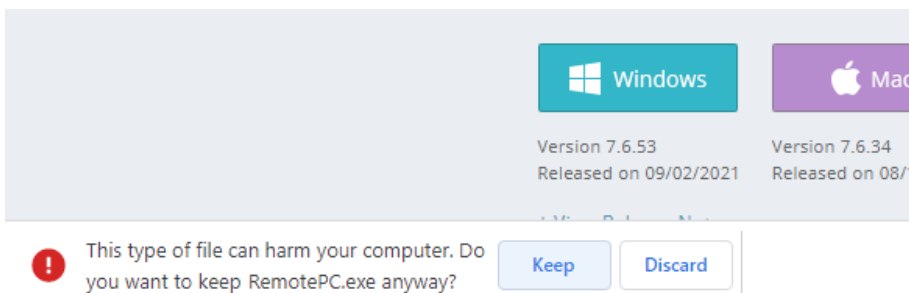 Windows
Mac
Version 7.6.53
Version 7.6.34
Released on 09/02/2021
Released on 08/
This type of file can harm your computer. Do
you want to keep RemotePC.exe anyway?
Keep
Discard